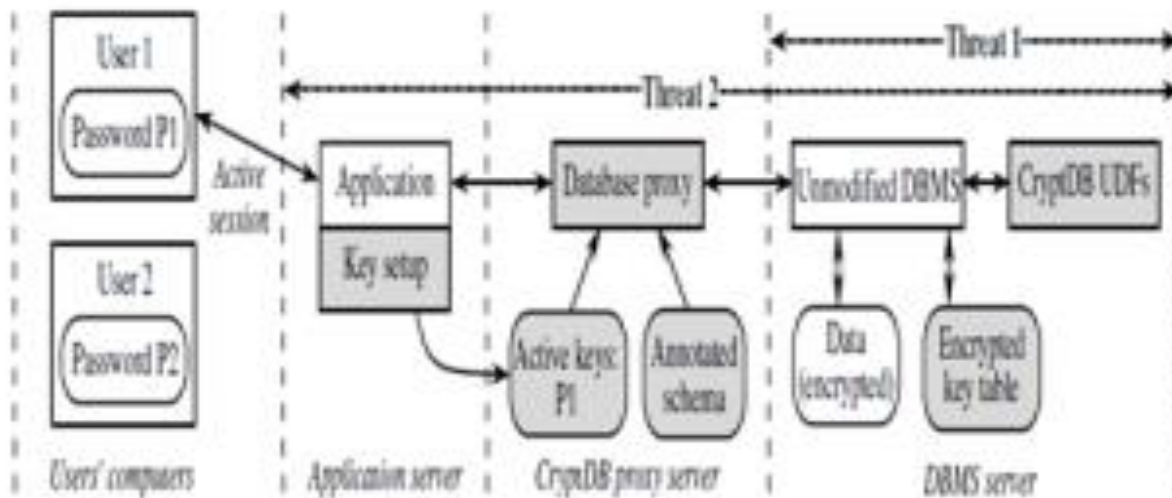 User 1
Password P1
User 2
Password P2
Active
session
Threat 1
Threat 2
Application
Key setup
Database proxy
Active keys:
P1
Annotated
schema
Unmodified DBMS
CryptDB UDFs
Data
(encrypted)
Encrypted
key table
Users' computers
Application server
CryptDB proxy server
DBMS server